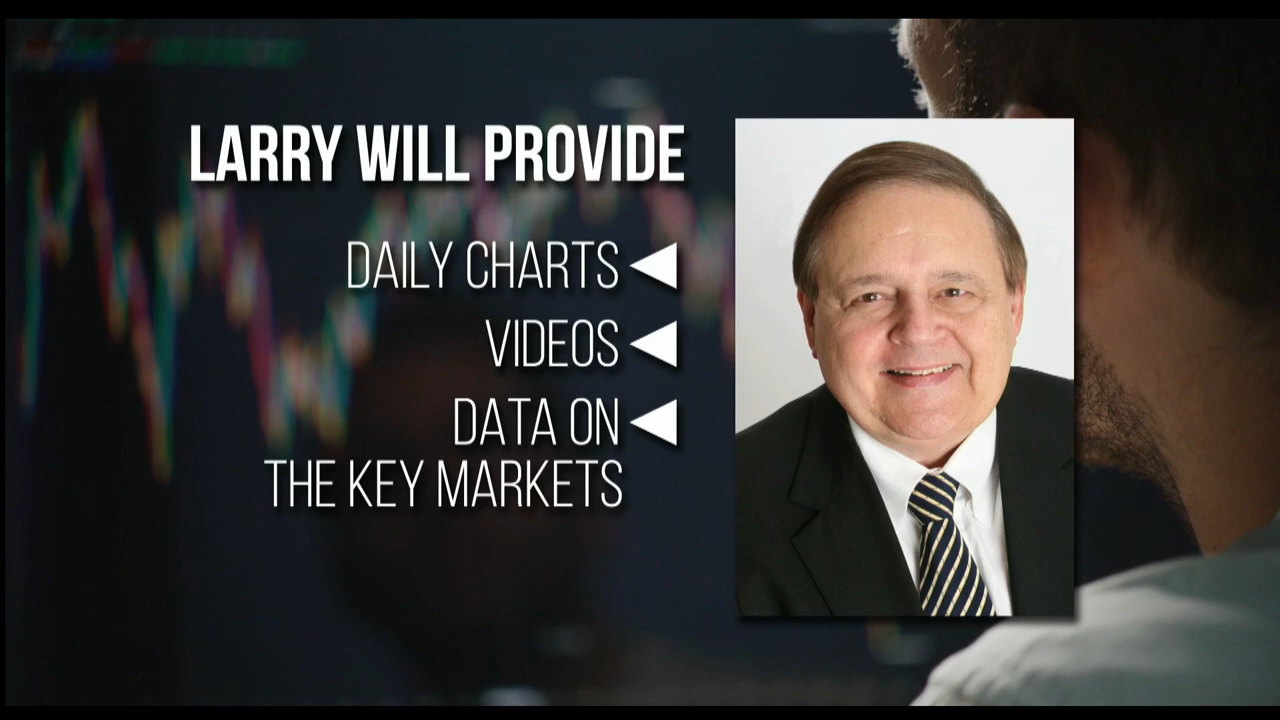 LARRY WILL PROVIDE
DAILY CHARTS
VIDEOS
DATA ON
THE KEY MARKETS